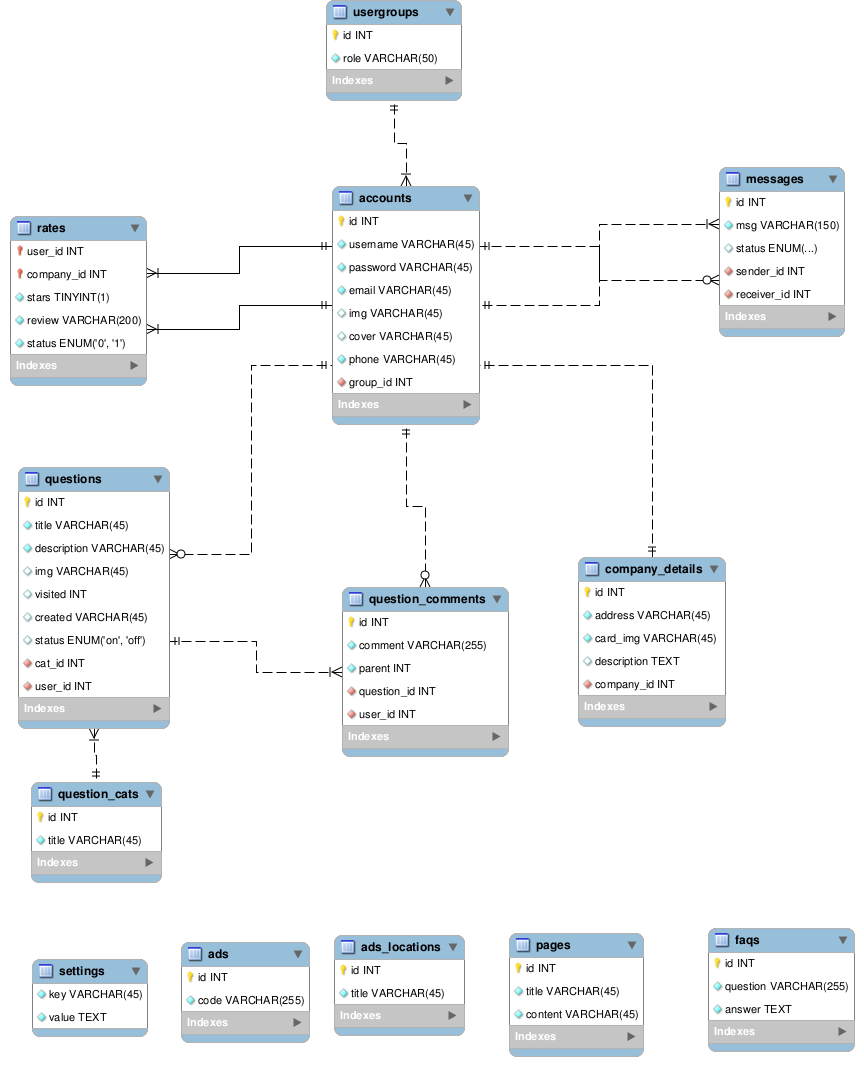 usergroups
id INT
role VARCHAR(50)
Indexes
accounts
id INT
username VARCHAR(45)
password VARCHAR(45)
email VARCHAR(45)
img VARCHAR(45)
cover VARCHAR(45)
phone VARCHAR(45)
group_id INT
Indexes
messages
id INT
msg VARCHAR(150)
status ENUM(...)
sender_id INT
receiver_id INT
Indexes
rates
user_id INT
company_id INT
stars TINYINT(1)
review VARCHAR(200)
status ENUM('0', '1')
Indexes
questions
id INT
title VARCHAR(45)
description VARCHAR(45)
img VARCHAR(45)
visited INT
created VARCHAR(45)
status ENUM('on', 'off')
cat_id INT
user_id INT
Indexes
question_comments
id INT
comment VARCHAR(255)
parent INT
question_id INT
user_id INT
Indexes
company_details
id INT
address VARCHAR(45)
card_img VARCHAR(45)
description TEXT
company_id INT
Indexes
question_cats
id INT
title VARCHAR(45)
Indexes
settings
key VARCHAR(45)
value TEXT
ads
id INT
code VARCHAR(255)
Indexes
ads_locations
id INT
title VARCHAR(45)
Indexes
pages
id INT
title VARCHAR(45)
content VARCHAR(45)
Indexes
faqs
id INT
question VARCHAR(255)
answer TEXT
Indexes